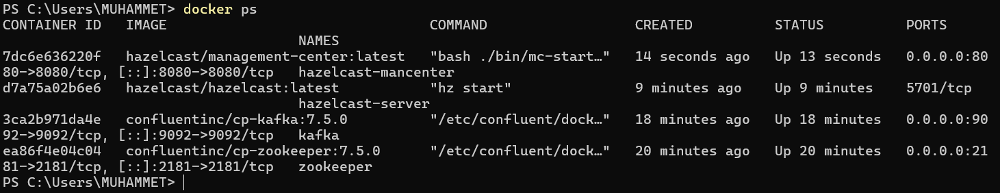 PS C:\Users\MUHAMMET> docker ps
CONTAINER ID   IMAGE                                COMMAND                  CREATED          STATUS          PORTS
                                    NAMES
7dc6e636220f   hazelcast/management-center:latest   "bash ./bin/mc-start…"   14 seconds ago   Up 13 seconds   0.0.0.0:80
80->8080/tcp, [::]:8080->8080/tcp   hazelcast-mancenter
d7a75a02b6e6   hazelcast/hazelcast:latest           "hz start"               9 minutes ago    Up 9 minutes    5701/tcp
                                    hazelcast-server
3ca2b971da4e   confluentinc/cp-kafka:7.5.0          "/etc/confluent/dock…"   18 minutes ago   Up 18 minutes   0.0.0.0:90
92->9092/tcp, [::]:9092->9092/tcp   kafka
ea86f4e04c04   confluentinc/cp-zookeeper:7.5.0      "/etc/confluent/dock…"   20 minutes ago   Up 20 minutes   0.0.0.0:21
81->2181/tcp, [::]:2181->2181/tcp   zookeeper
PS C:\Users\MUHAMMET>